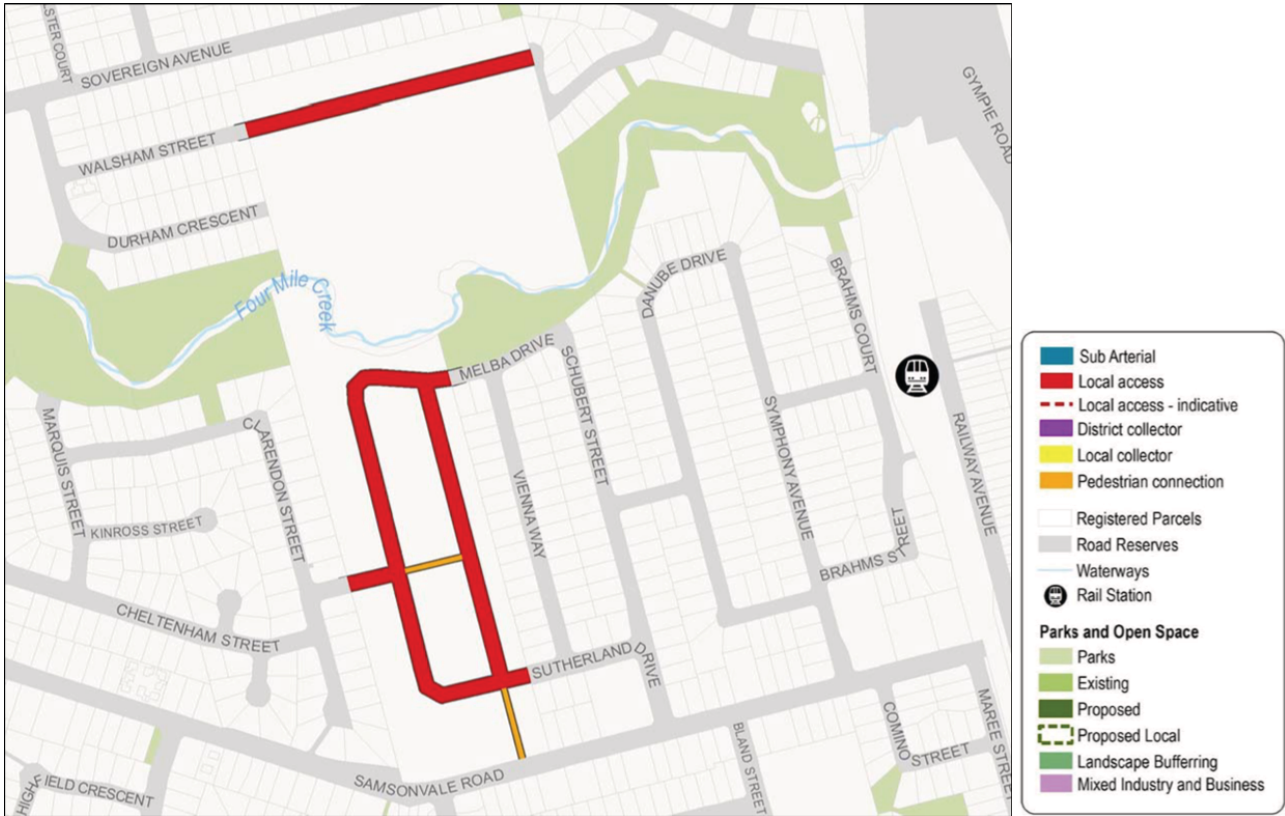 STER COURT
SOVEREIGN AVENUE
WALSHAM STREET
DURHAM CRESCENT
GYMPIE ROAD
Four Mile Creek
DANUBE DRIVE
BRAHMS COURT
MELBA DRIVE
SCHUBERT STREET
SYMPHONY AVENUE
RAILWAY AVENUE
MARQUIS STREET
CLARENDON STREET
KINROSS STREET
VIENNA WAY
BRAHMS STREET
CHELTENHAM STREET
SUTHERLAND DRIVE
COMINO STREET
MAREE STREET
BLAND STREET
SAMSONVALE ROAD
HIGHFIELD CRESCENT
Sub Arterial
Local access
Local access - indicative
District collector
Local collector
Pedestrian connection
Registered Parcels
Road Reserves
Waterways
Rail Station
Parks and Open Space
Parks
Existing
Proposed
Proposed Local
Landscape Bufferring
Mixed Industry and Business